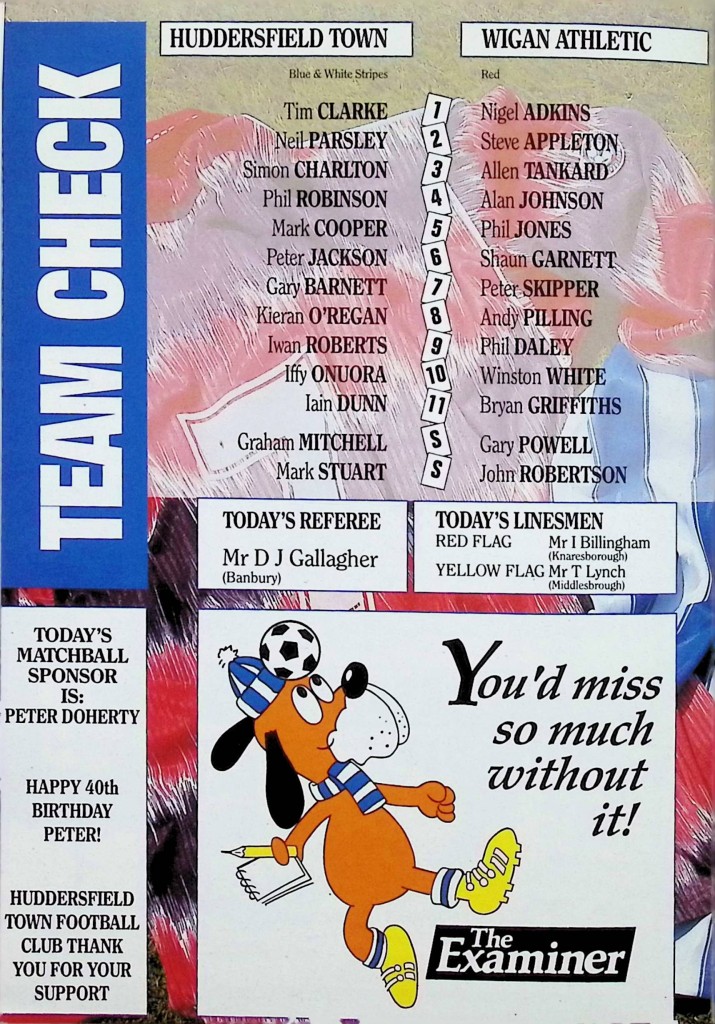 TEAM CHECK
HUDDERSFIELD TOWN
WIGAN ATHLETIC
Blue & White Stripes
Red
Tim CLARKE 1 Nigel ADKINS
Neil PARSLEY 2 Steve APPLETON
Simon CHARLTON 3 Allen TANKARD
Phil ROBINSON 4 Alan JOHNSON
Mark COOPER 5 Phil JONES
Peter JACKSON 6 Shaun GARNETT
Gary BARNETT 7 Peter SKIPPER
Kieran O'REGAN 8 Andy PILLING
Iwan ROBERTS 9 Phil DALEY
Iffy ONUORA 10 Winston WHITE
Iain DUNN 11 Bryan GRIFFITHS
Graham MITCHELL S Gary POWELL
Mark STUART S John ROBERTSON
TODAY'S REFEREE
Mr D J Gallagher
(Banbury)
TODAY'S LINESMEN
RED FLAG Mr I Billingham
(Knaresborough)
YELLOW FLAG Mr T Lynch
(Middlesbrough)
TODAY'S
MATCHBALL
SPONSOR
IS:
PETER DOHERTY
HAPPY 40th
BIRTHDAY
PETER!
HUDDERSFIELD
TOWN FOOTBALL
CLUB THANK
YOU FOR YOUR
SUPPORT
You'd miss
so much
without
it!
The
Examiner